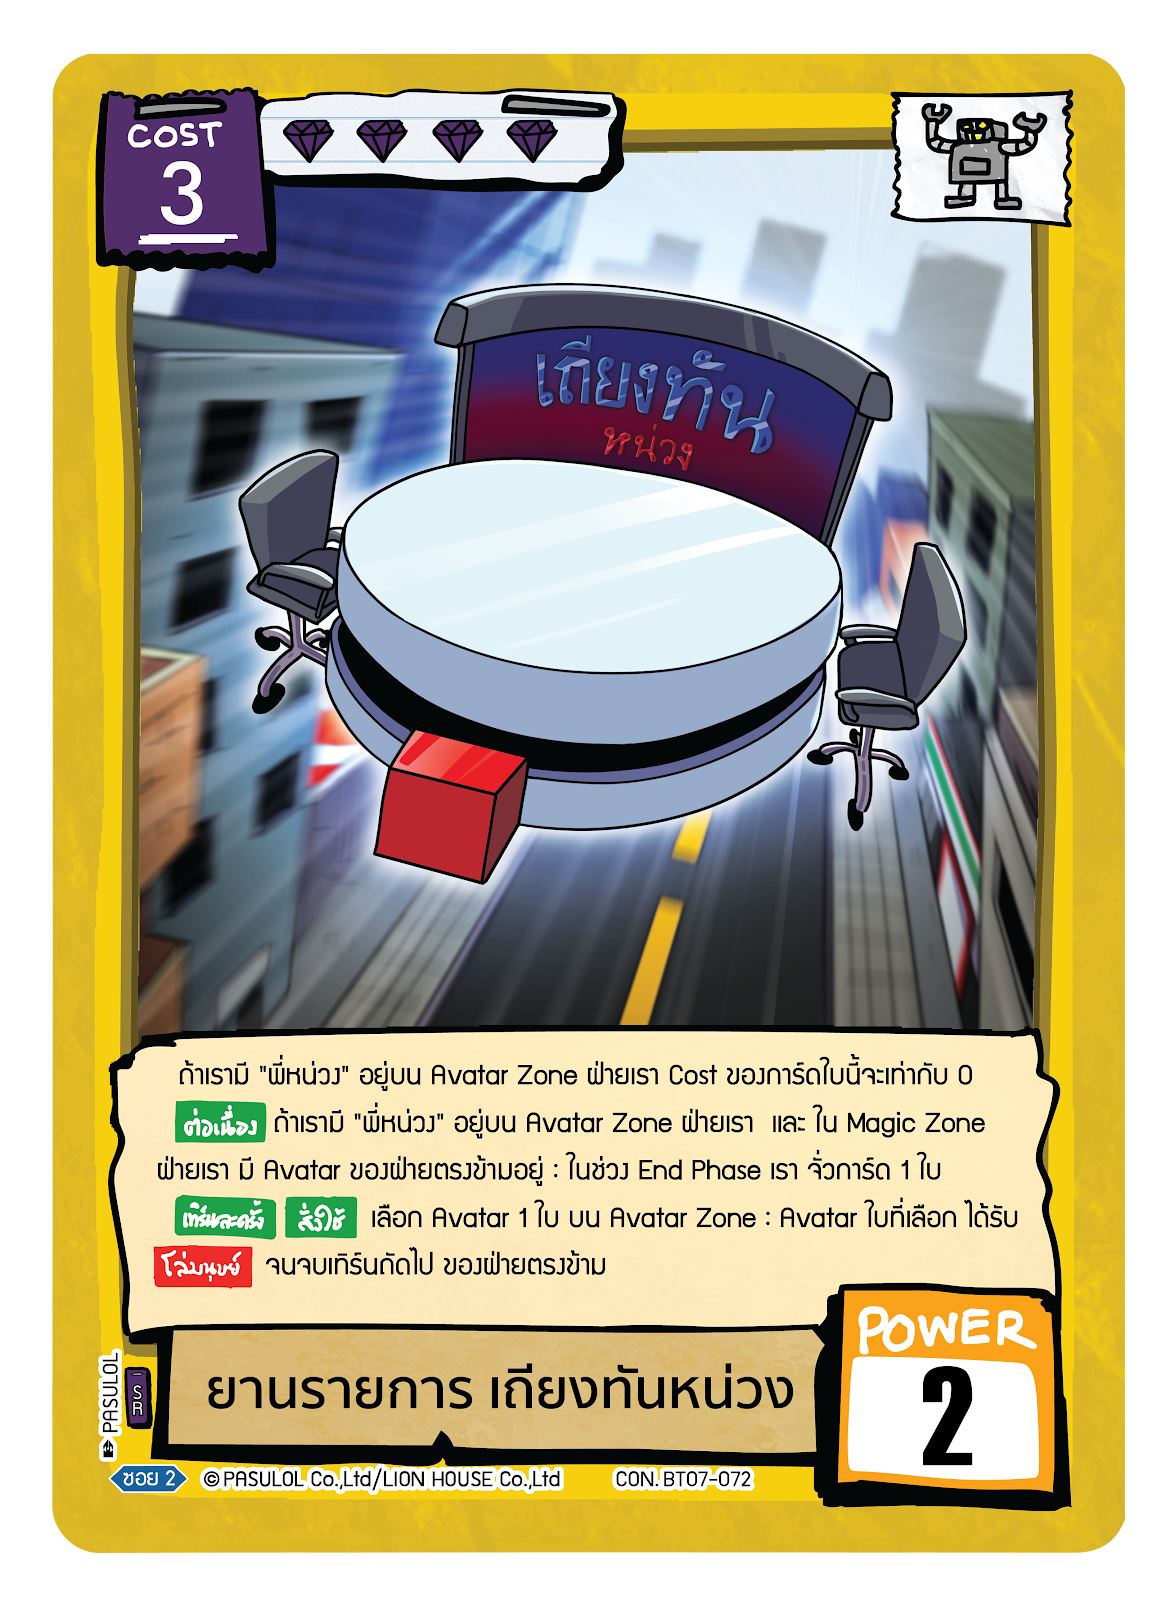 COST
3
เถียงทัน
หน่วง
ถ้าเรามี "พี่หน่วง" อยู่บน Avatar Zone ฝ่ายเรา Cost ของการ์ดใบนี้จะเท่ากับ 0
ต่อเนื่อง ถ้าเรามี "พี่หน่วง" อยู่บน Avatar Zone ฝ่ายเรา และ ใน Magic Zone
ฝ่ายเรา มี Avatar ของฝ่ายตรงข้ามอยู่ : ในช่วง End Phase เรา จั่วการ์ด 1 ใบ
เทิร์นละครั้ง สั่งใช้ เลือก Avatar 1 ใบ บน Avatar Zone : Avatar ใบที่เลือก ได้รับ
โล่มนุษย์ จนจบเทิร์นถัดไป ของฝ่ายตรงข้าม
POWER
2
ยานรายการ เถียงทันหน่วง
PASULOL
SR
ซอย 2 © PASULOL Co.,Ltd/LION HOUSE Co.,Ltd CON. BT07-072